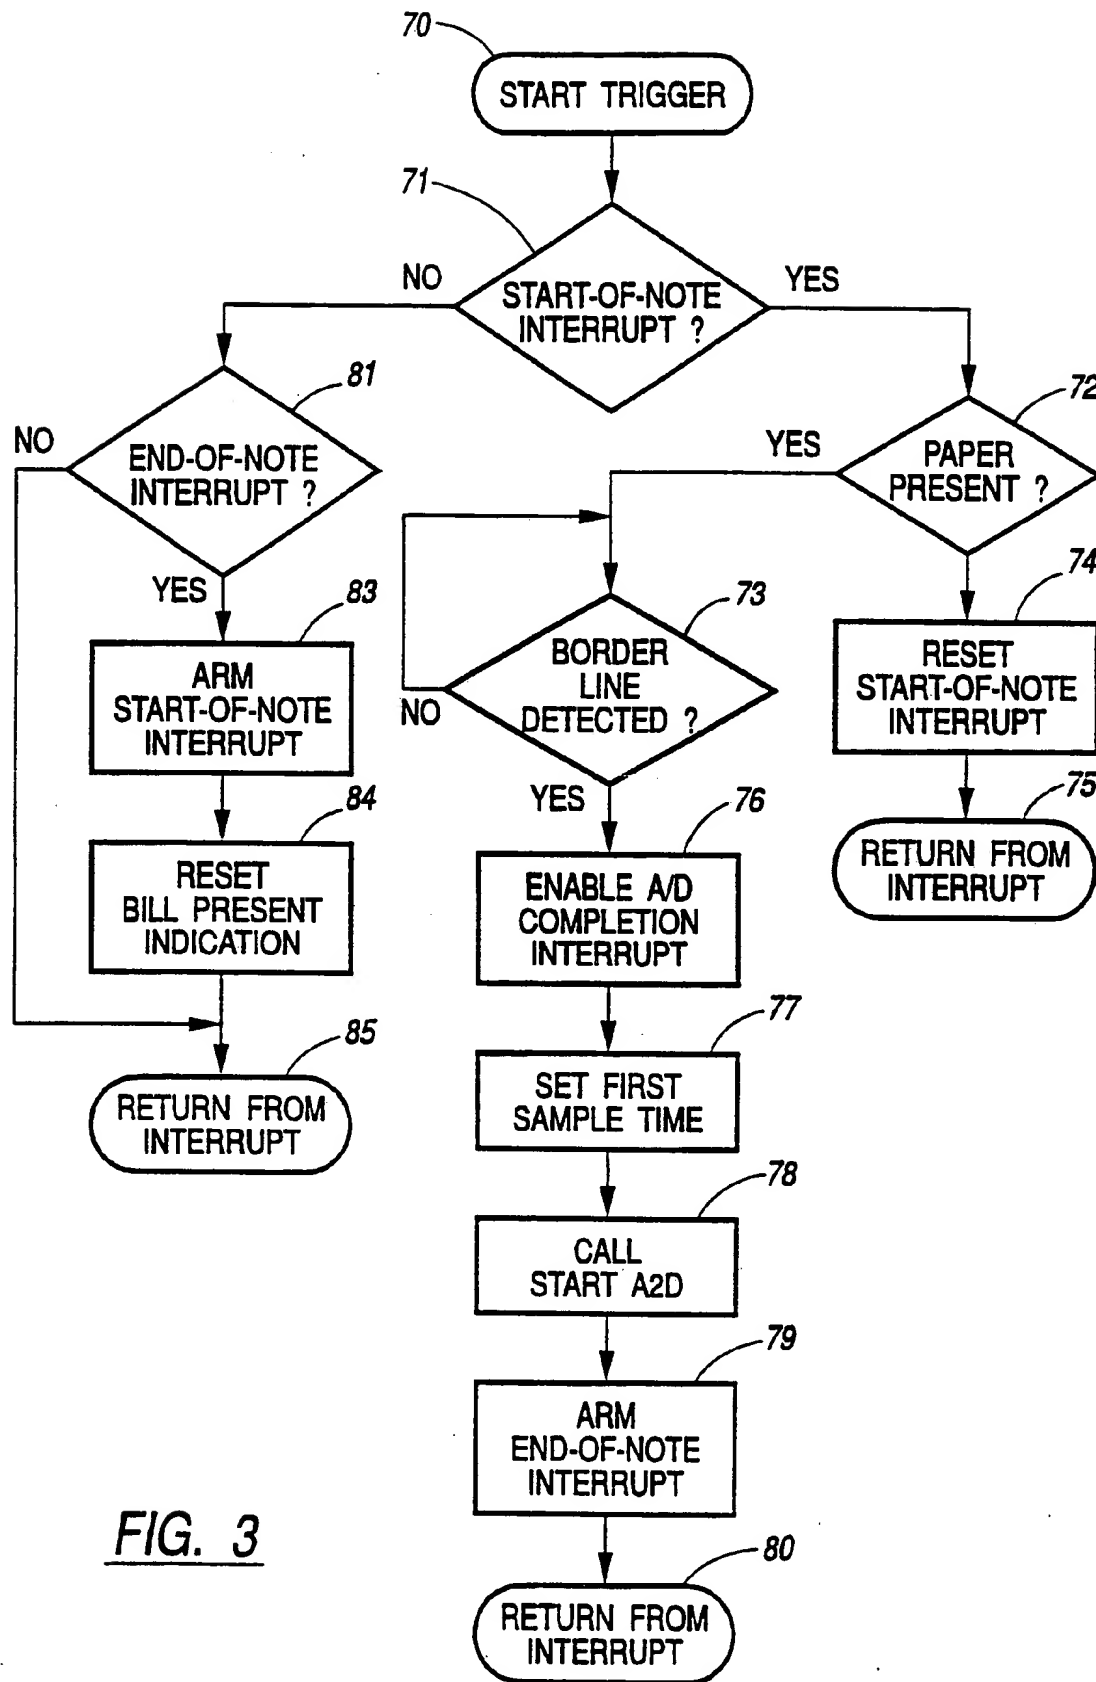 70
START TRIGGER
71
NO
START-OF-NOTE
INTERRUPT ?
YES
81
NO
END-OF-NOTE
INTERRUPT ?
YES
72
YES
PAPER
PRESENT ?
83
ARM
START-OF-NOTE
INTERRUPT
73
BORDER
LINE
DETECTED ?
NO
YES
74
RESET
START-OF-NOTE
INTERRUPT
84
RESET
BILL PRESENT
INDICATION
76
ENABLE A/D
COMPLETION
INTERRUPT
75
RETURN FROM
INTERRUPT
85
RETURN FROM
INTERRUPT
77
SET FIRST
SAMPLE TIME
78
CALL
START A2D
79
ARM
END-OF-NOTE
INTERRUPT
80
RETURN FROM
INTERRUPT
FIG. 3